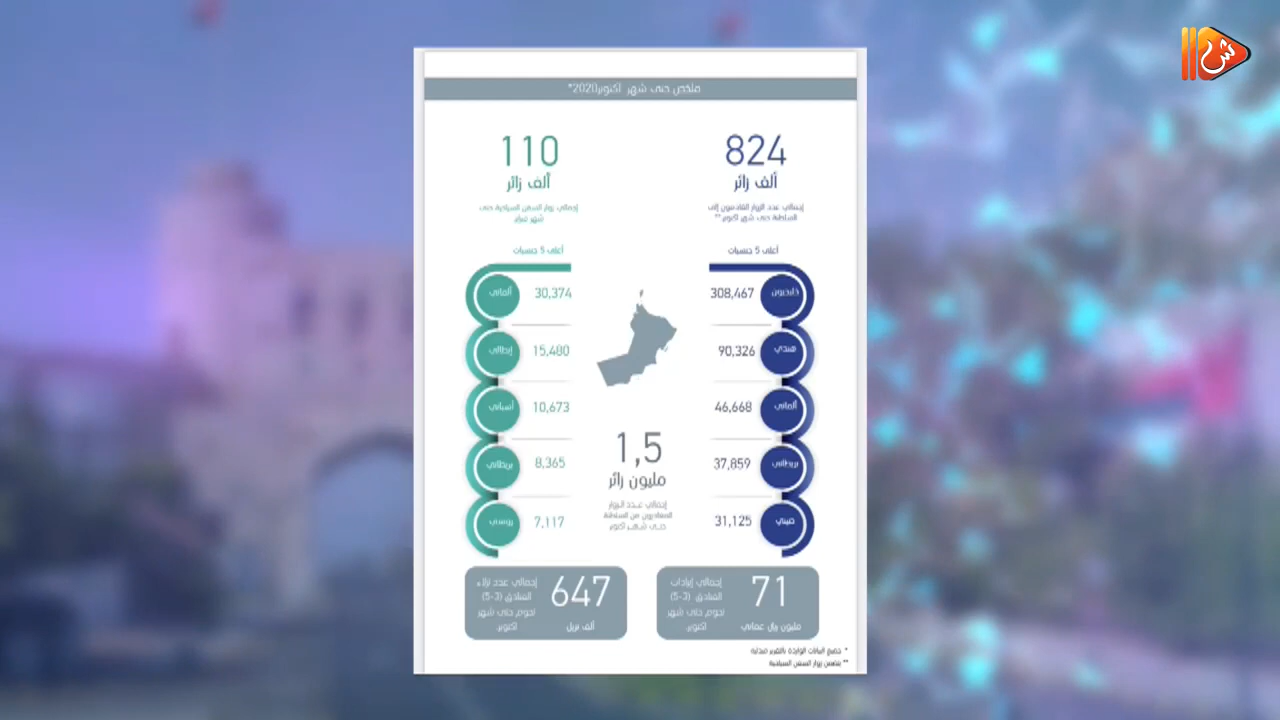 ملخص حتى شهر أكتوبر2020*
824
ألف زائر
إجمالي عدد الزوار القادمين إلى
السلطنة حتى شهر أكتوبر**
أعلى 5 جنسيات
خليجيون 308,467
هندي 90,326
ألماني 46,668
بريطاني 37,859
صيني 31,125
110
ألف زائر
إجمالي زوار السفن السياحية حتى
شهر فبراير
أعلى 5 جنسيات
ألماني 30,374
إيطالي 15,480
أسباني 10,673
بريطاني 8,365
روسي 7,117
1,5
مليون زائر
إجمالي عدد الزوار
المغادرون من السلطنة
حتى شهر أكتوبر
71
مليون ريال عماني
إجمالي إيرادات
الفنادق (3-5)
نجوم حتى شهر
أكتوبر
647
ألف نزيل
إجمالي عدد نزلاء
الفنادق (3-5)
نجوم حتى شهر
أكتوبر
* جميع البيانات الواردة بالتقرير مبدئية
** يتضمن زوار السفن السياحية
ش